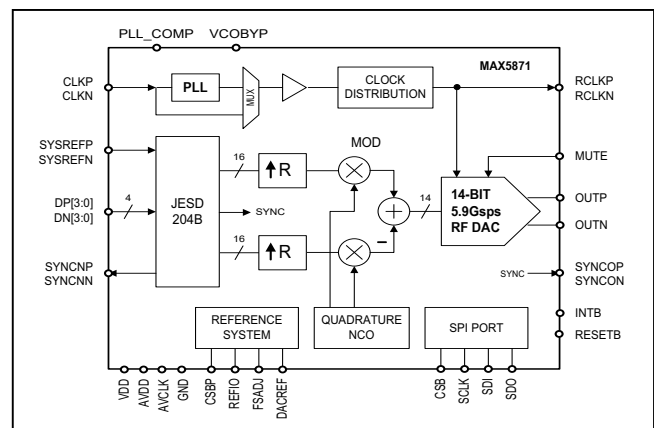 PLL_COMP
VCOBYP
CLKP
CLKN
PLL
MUX
CLOCK
DISTRIBUTION
MAX5871
RCLKP
RCLKN
SYSREFP
SYSREFN
JESD
204B
16
R
MOD
MUTE
DP[3:0]
DN[3:0]
4
SYNC
14
14-BIT
5.9Gsps
RF DAC
OUTP
OUTN
16
R
–
SYNCNP
SYNCNN
SYNC
SYNCOP
SYNCON
REFERENCE
SYSTEM
QUADRATURE
NCO
SPI PORT
INTB
RESETB
VDD
AVDD
AVCLK
GND
CSBP
REFIO
FSADJ
DACREF
CSB
SCLK
SDI
SDO